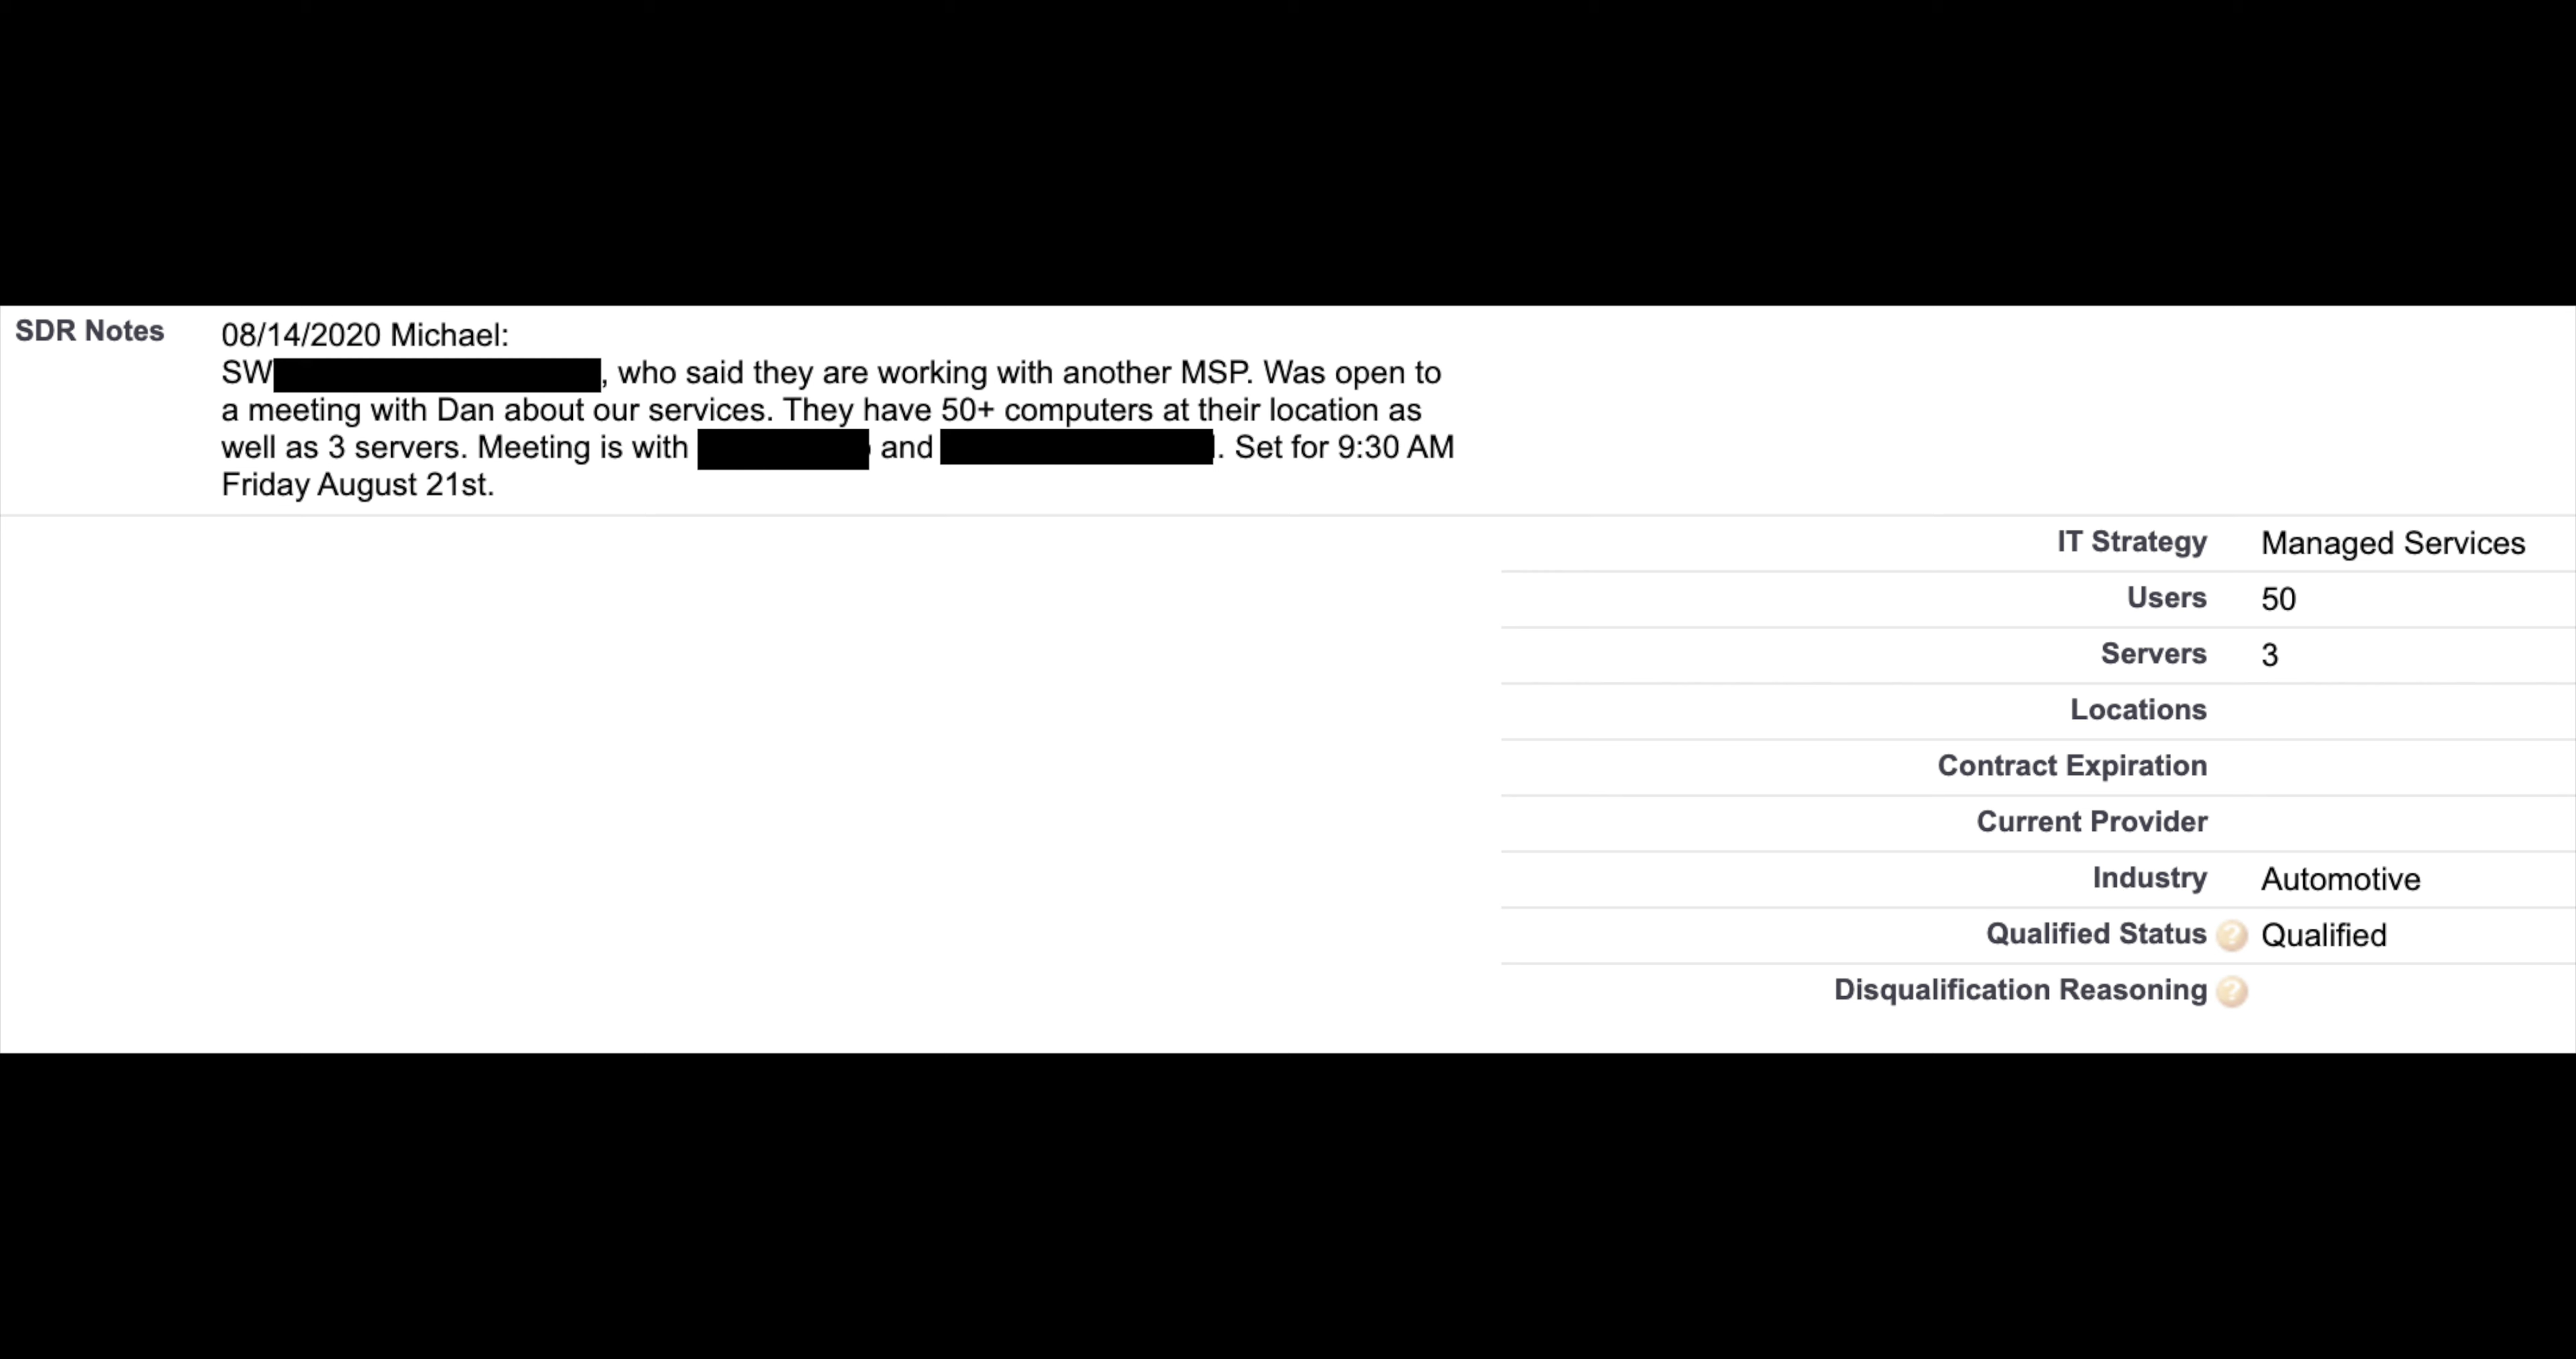 SDR Notes
08/14/2020 Michael:
SW , who said they are working with another MSP. Was open to
a meeting with Dan about our services. They have 50+ computers at their location as
well as 3 servers. Meeting is with and . Set for 9:30 AM
Friday August 21st.
IT Strategy Managed Services
Users 50
Servers 3
Locations
Contract Expiration
Current Provider
Industry Automotive
Qualified Status ? Qualified
Disqualification Reasoning ?